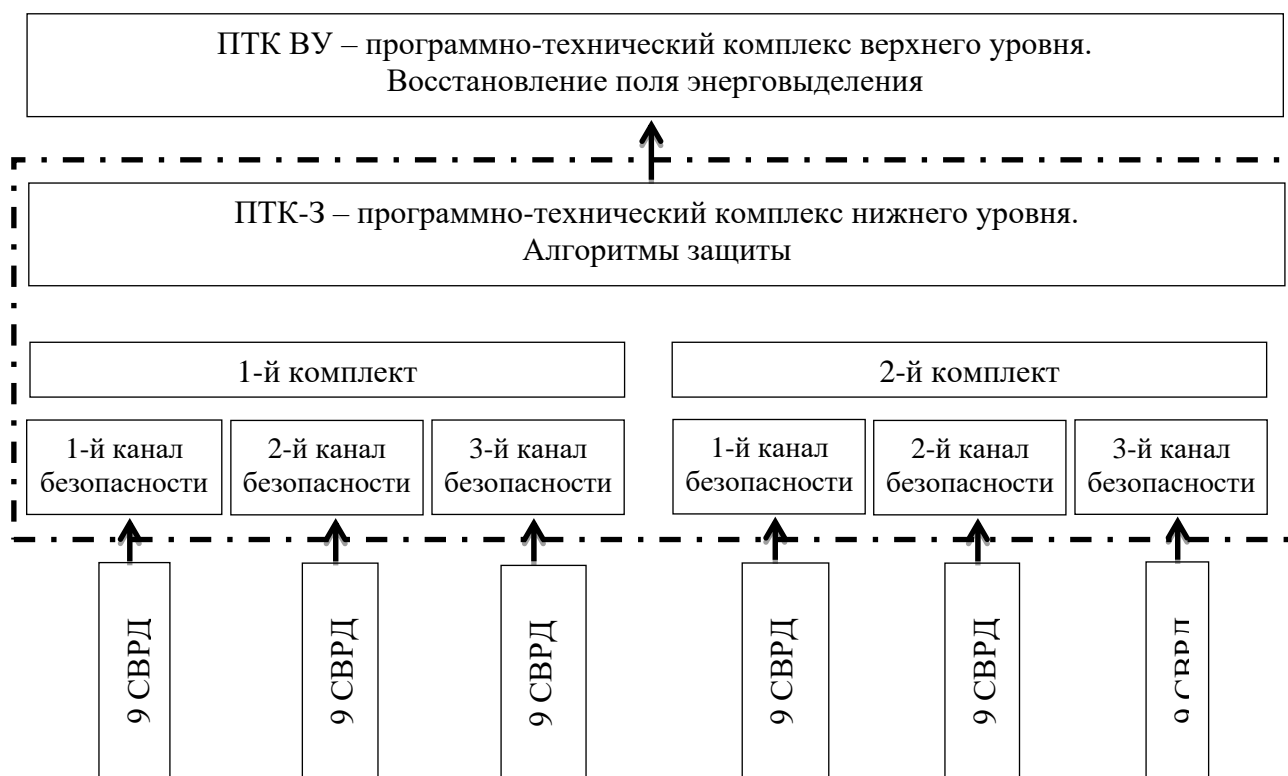 ПТК ВУ – программно-технический комплекс верхнего уровня.
Восстановление поля энерговыделения
ПТК-З – программно-технический комплекс нижнего уровня.
Алгоритмы защиты
1-й комплект
2-й комплект
1-й канал
безопасности
2-й канал
безопасности
3-й канал
безопасности
1-й канал
безопасности
2-й канал
безопасности
3-й канал
безопасности
9 СВРД
9 СВРД
9 СВРД
9 СВРД
9 СВРД
9 СВРД